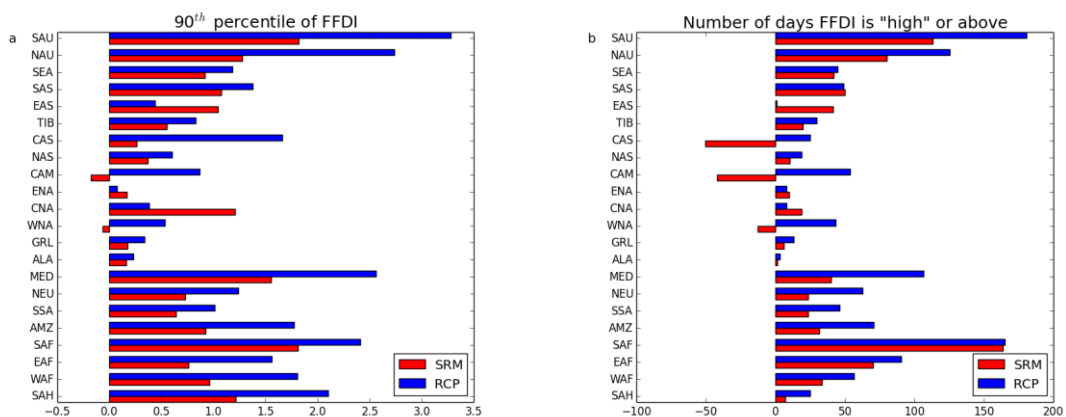 90th percentile of FFDI
a
SAU
NAU
SEA
SAS
EAS
TIB
CAS
NAS
CAM
ENA
CNA
WNA
GRL
ALA
MED
NEU
SSA
AMZ
SAF
EAF
WAF
SAH
SRM
RCP
−0.5 0.0 0.5 1.0 1.5 2.0 2.5 3.0 3.5
Number of days FFDI is "high" or above
b
SAU
NAU
SEA
SAS
EAS
TIB
CAS
NAS
CAM
ENA
CNA
WNA
GRL
ALA
MED
NEU
SSA
AMZ
SAF
EAF
WAF
SAH
SRM
RCP
−100 −50 0 50 100 150 200